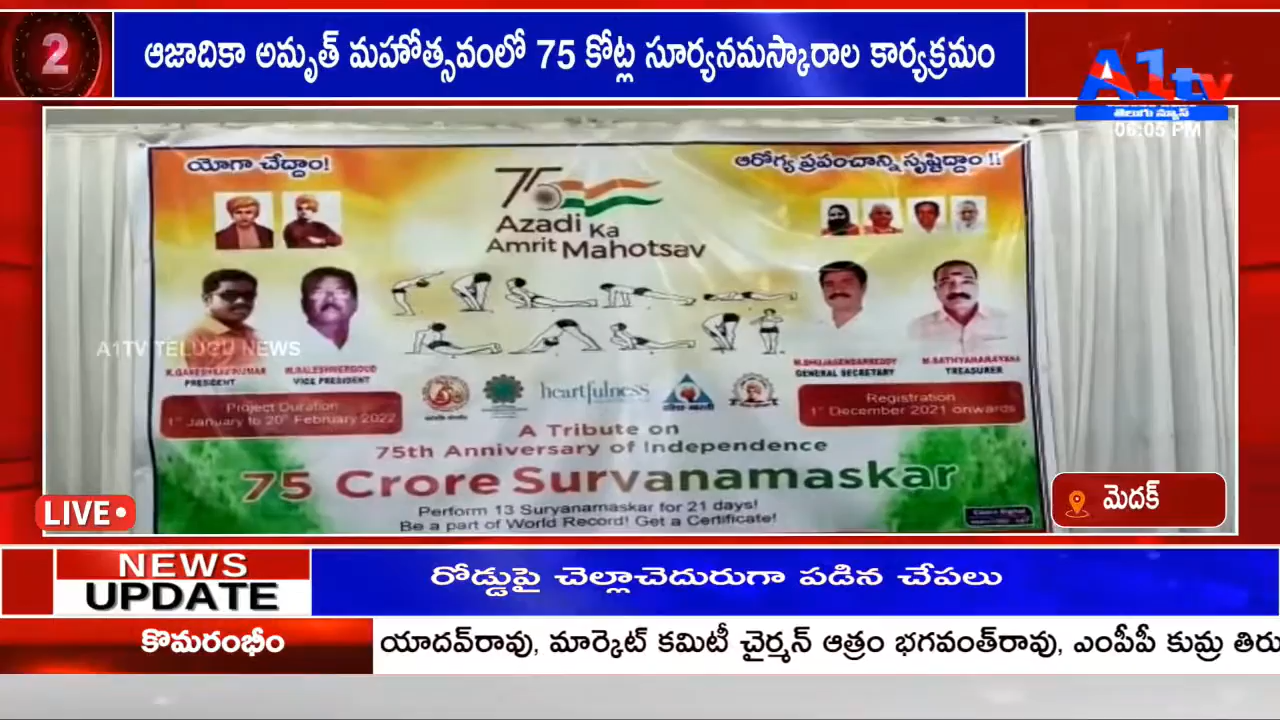 2
ఆజాదికా అమృత్ మహోత్సవంలో 75 కోట్ల సూర్యనమస్కారాల కార్యక్రమం
A1tv
తెలుగు న్యూస్
06:05 PM
యోగా చేద్దాం!
ఆరోగ్య ప్రపంచాన్ని సృష్టిద్దాం !!
75
Azadi Ka
Amrit Mahotsav
A1TV TELUGU NEWS
PRESIDENT
VICE PRESIDENT
GENERAL SECRETARY
M.SATHYANARAYANA
TREASURER
heartfulness
Project Duration
1st January to 20th February 2022
Registration
1st December 2021 onwards
A Tribute on
75th Anniversary of Independence
75 Crore Suryanamaskar
Perform 13 Suryanamaskar for 21 days!
Be a part of World Record! Get a Certificate!
LIVE
మెదక్
NEWS
UPDATE
రోడ్డుపై చెల్లాచెదురుగా పడిన చేపలు
కొమరంభీం
యాదవ్‌రావు, మార్కెట్ కమిటీ చైర్మన్ ఆత్రం భగవంత్‌రావు, ఎంపీపీ కుమ్ర తిరు